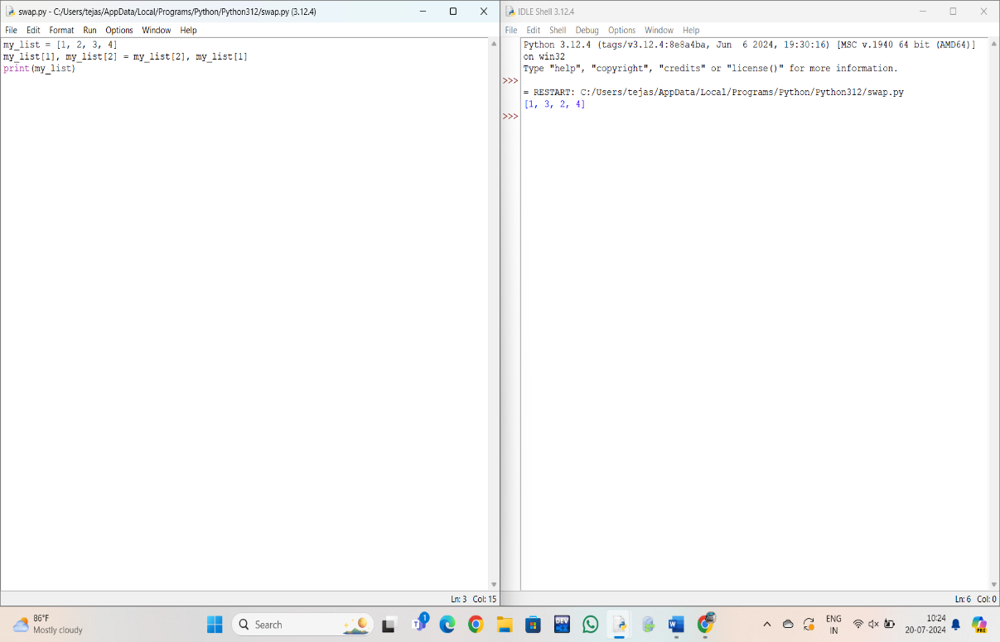 swap.py - C:/Users/tejas/AppData/Local/Programs/Python/Python312/swap.py (3.12.4)
File Edit Format Run Options Window Help
my_list = [1, 2, 3, 4]
my_list[1], my_list[2] = my_list[2], my_list[1]
print(my_list)
Ln: 3 Col: 15
IDLE Shell 3.12.4
File Edit Shell Debug Options Window Help
Python 3.12.4 (tags/v3.12.4:8e8a4ba, Jun  6 2024, 19:30:16) [MSC v.1940 64 bit (AMD64)]
on win32
Type "help", "copyright", "credits" or "license()" for more information.
>>>
= RESTART: C:/Users/tejas/AppData/Local/Programs/Python/Python312/swap.py
[1, 3, 2, 4]
>>>
Ln: 6 Col: 0
86°F
Mostly cloudy
Search
1
T
DEV
W
PRE
ENG
IN
10:24
20-07-2024